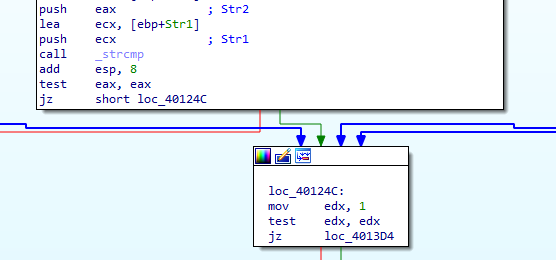 push eax ; Str2
lea ecx, [ebp+Str1]
push ecx ; Str1
call _strcmp
add esp, 8
test eax, eax
jz short loc_40124C
loc_40124C:
mov edx, 1
test edx, edx
jz loc_4013D4